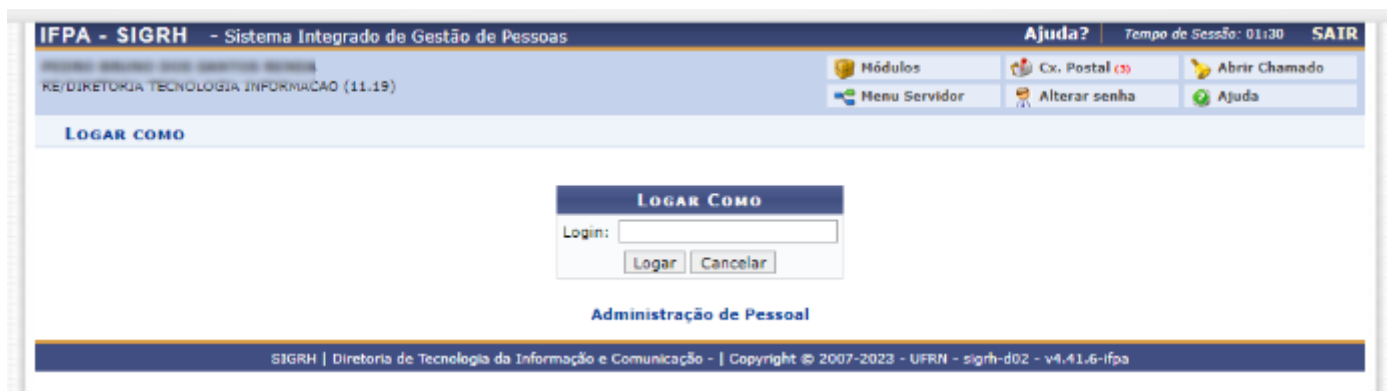 IFPA - SIGRH - Sistema Integrado de Gestão de Pessoas Ajuda? Tempo de Sessão: 01:30 SAIR
Módulos Cx. Postal (3) Abrir Chamado
RE/DIRETORIA TECNOLOGIA INFORMACAO (11.19)
Menu Servidor Alterar senha Ajuda
LOGAR COMO
LOGAR COMO
Login:
Logar Cancelar
Administração de Pessoal
SIGRH | Diretoria de Tecnologia da Informação e Comunicação - | Copyright © 2007-2023 - UFRN - sigrh-d02 - v4.41.6-ifpa